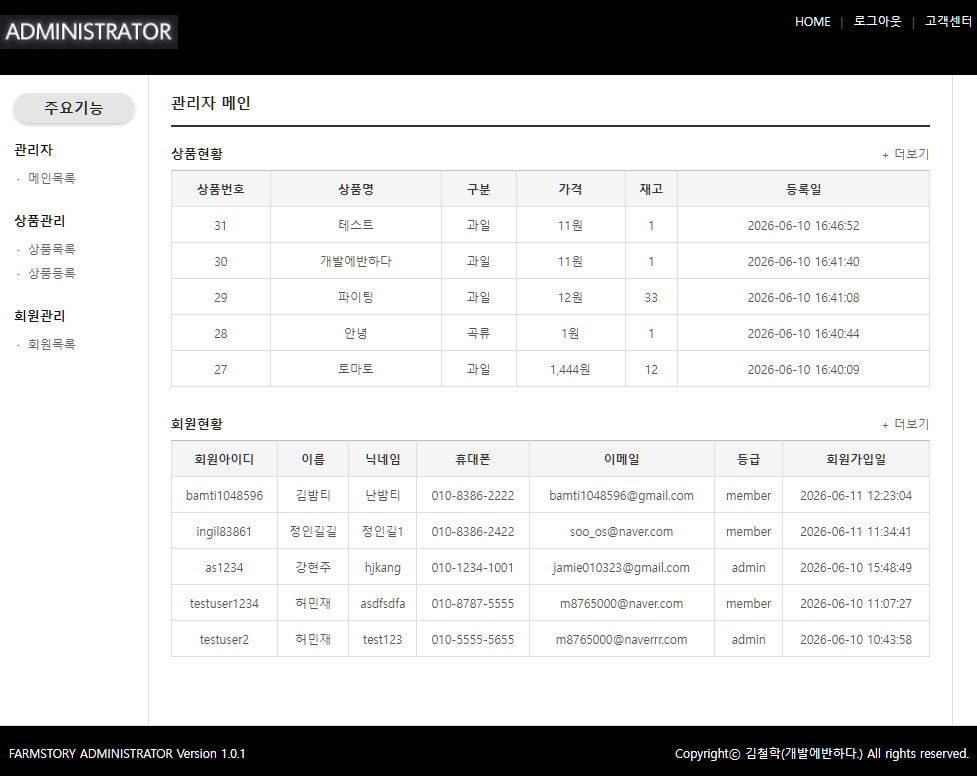 ADMINISTRATOR
HOME | 로그아웃 | 고객센터
주요기능
관리자
· 메인목록
상품관리
· 상품목록
· 상품등록
회원관리
· 회원목록
관리자 메인
상품현황 + 더보기
상품번호 상품명 구분 가격 재고 등록일
31 테스트 과일 11원 1 2026-06-10 16:46:52
30 개발에반하다 과일 11원 1 2026-06-10 16:41:40
29 파이팅 과일 12원 33 2026-06-10 16:41:08
28 안녕 곡류 1원 1 2026-06-10 16:40:44
27 토마토 과일 1,444원 12 2026-06-10 16:40:09
회원현황 + 더보기
회원아이디 이름 닉네임 휴대폰 이메일 등급 회원가입일
bamti1048596 김밤티 난밤티 010-8386-2222 bamti1048596@gmail.com member 2026-06-11 12:23:04
ingil83861 정인길길 정인길1 010-8386-2422 soo_os@naver.com member 2026-06-11 11:34:41
as1234 강현주 hjkang 010-1234-1001 jamie010323@gmail.com admin 2026-06-10 15:48:49
testuser1234 허민재 asdfsdfa 010-8787-5555 m8765000@naver.com member 2026-06-10 11:07:27
testuser2 허민재 test123 010-5555-5655 m8765000@naverrr.com admin 2026-06-10 10:43:58
FARMSTORY ADMINISTRATOR Version 1.0.1
Copyrightⓒ 김철학(개발에반하다.) All rights reserved.